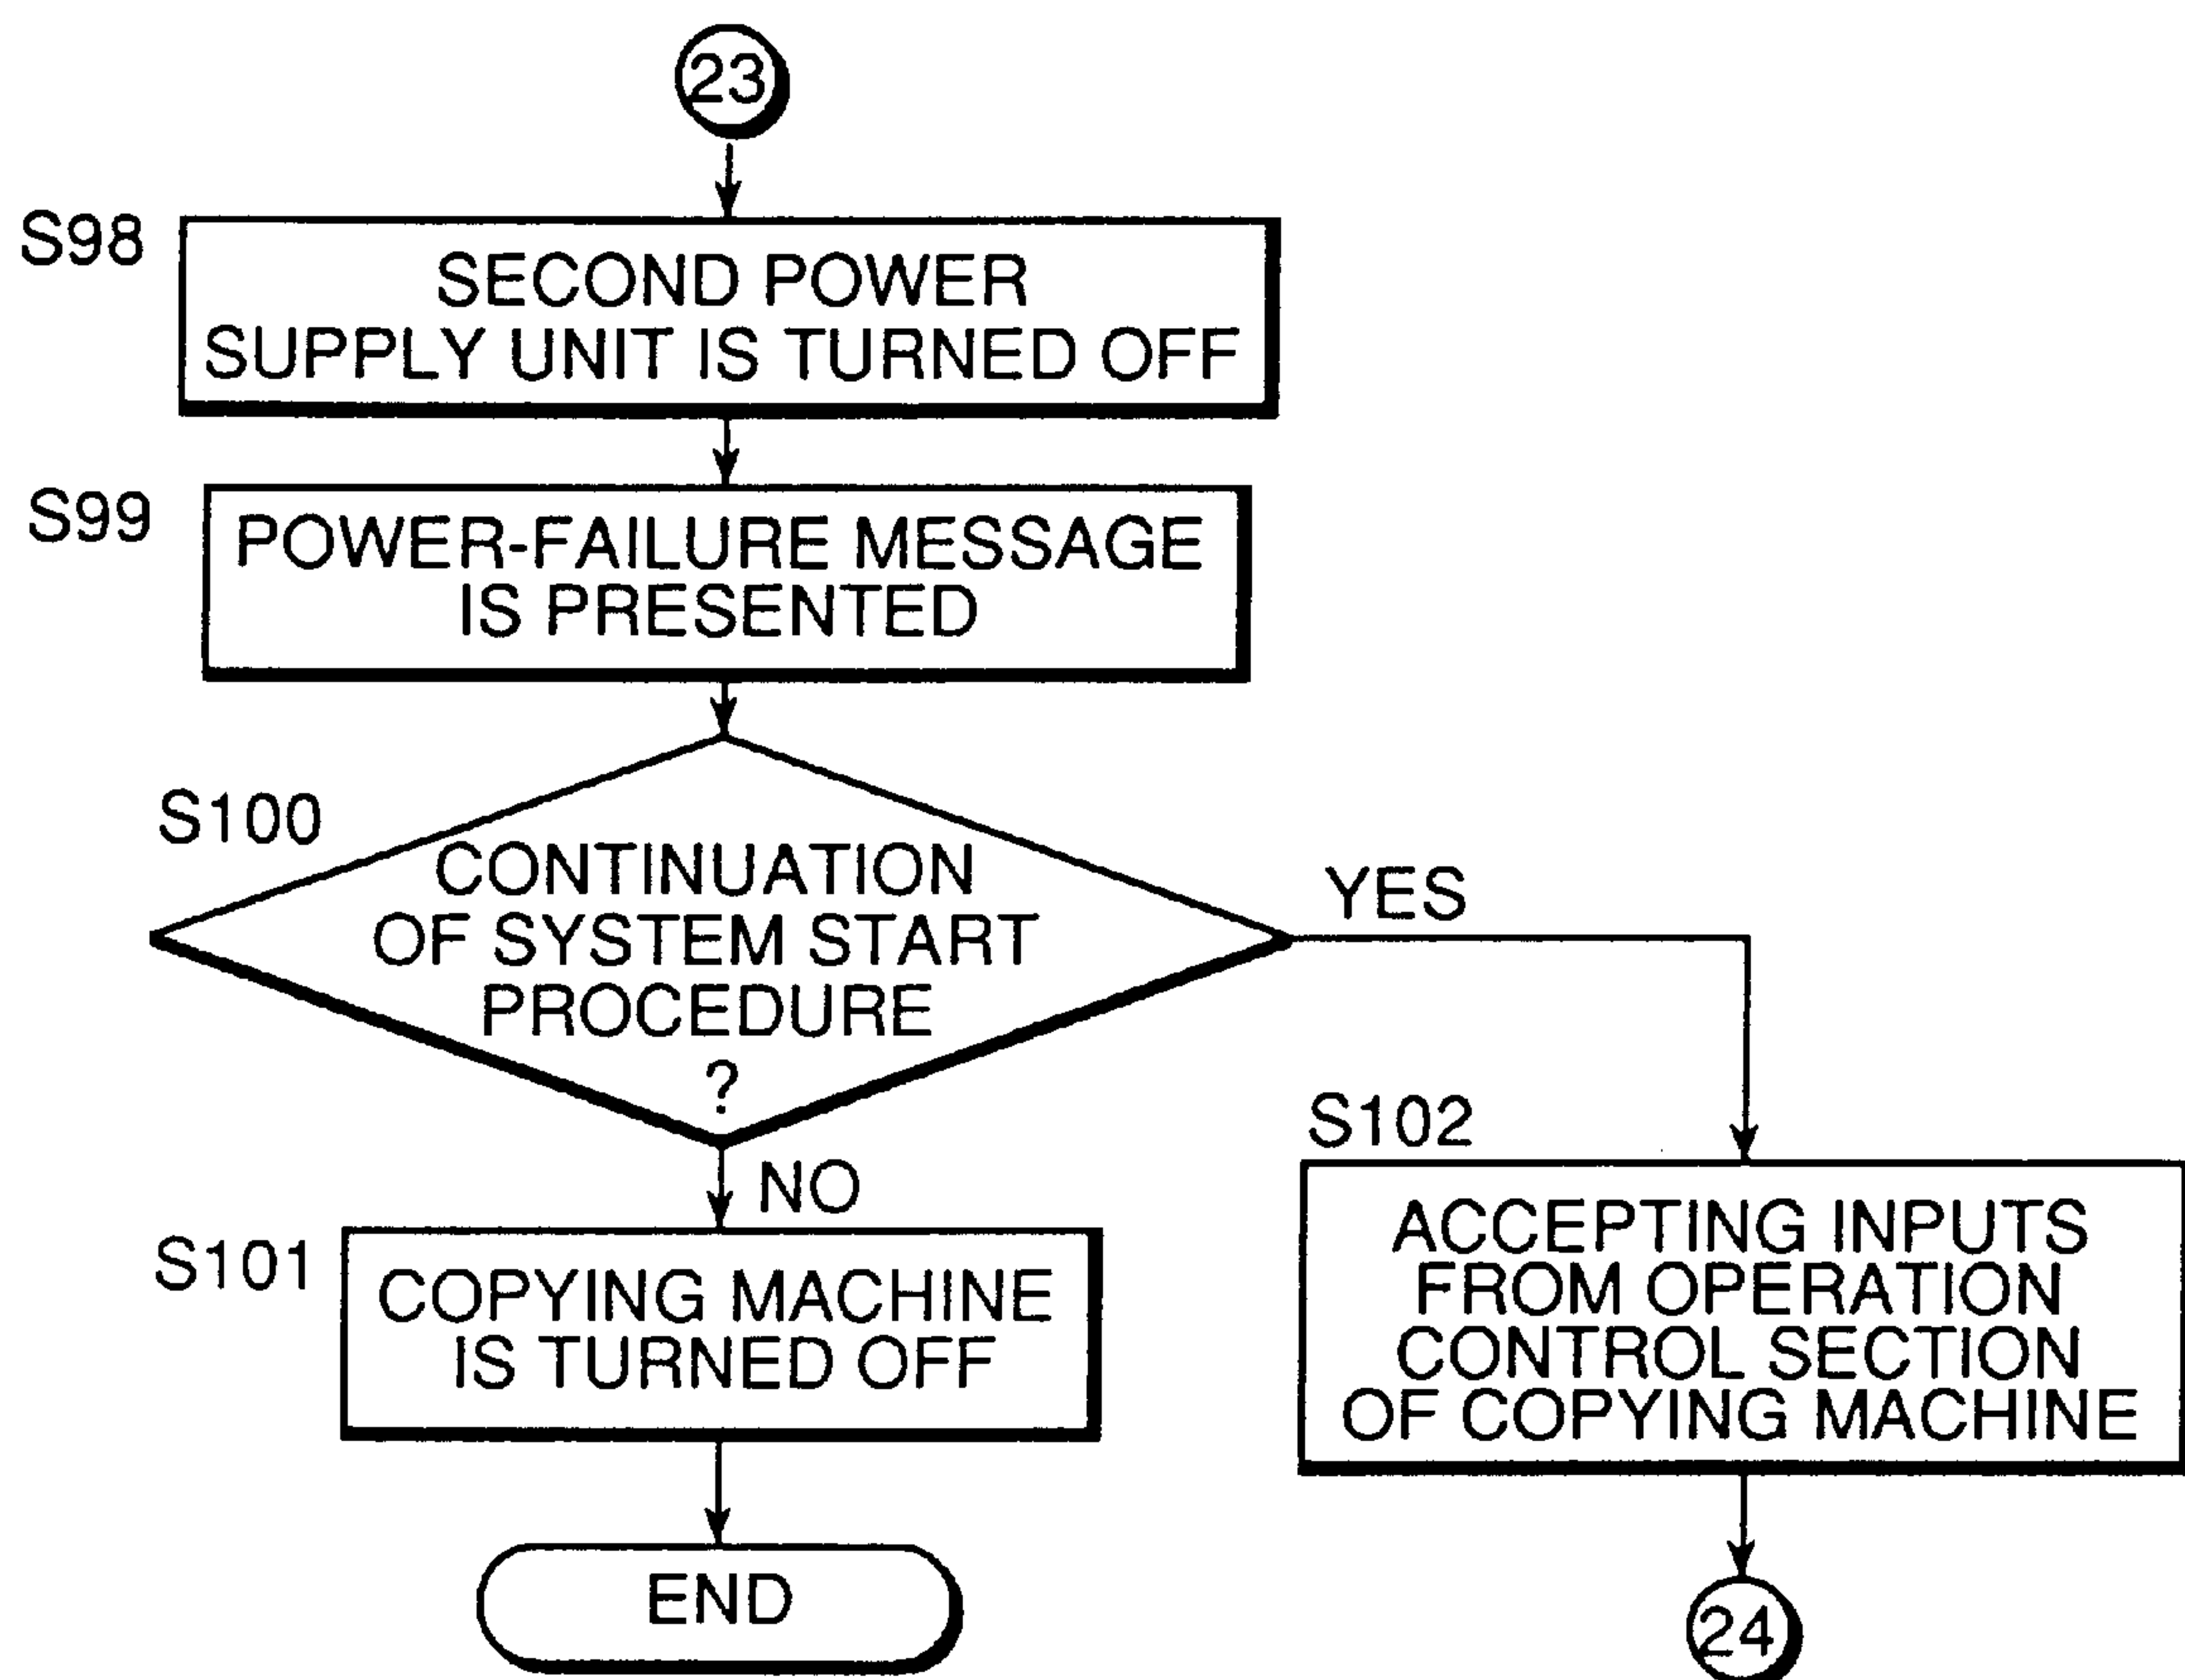 23
S98
SECOND POWER
SUPPLY UNIT IS TURNED OFF
S99
POWER-FAILURE MESSAGE
IS PRESENTED
S100
CONTINUATION
OF SYSTEM START
PROCEDURE
?
YES
NO
S101
COPYING MACHINE
IS TURNED OFF
END
S102
ACCEPTING INPUTS
FROM OPERATION
CONTROL SECTION
OF COPYING MACHINE
24